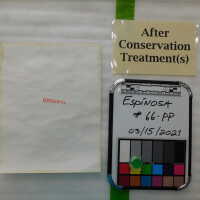 After
Conservation
Treatment(s)
ESPINOSA
# 66-PP
03/15/2021